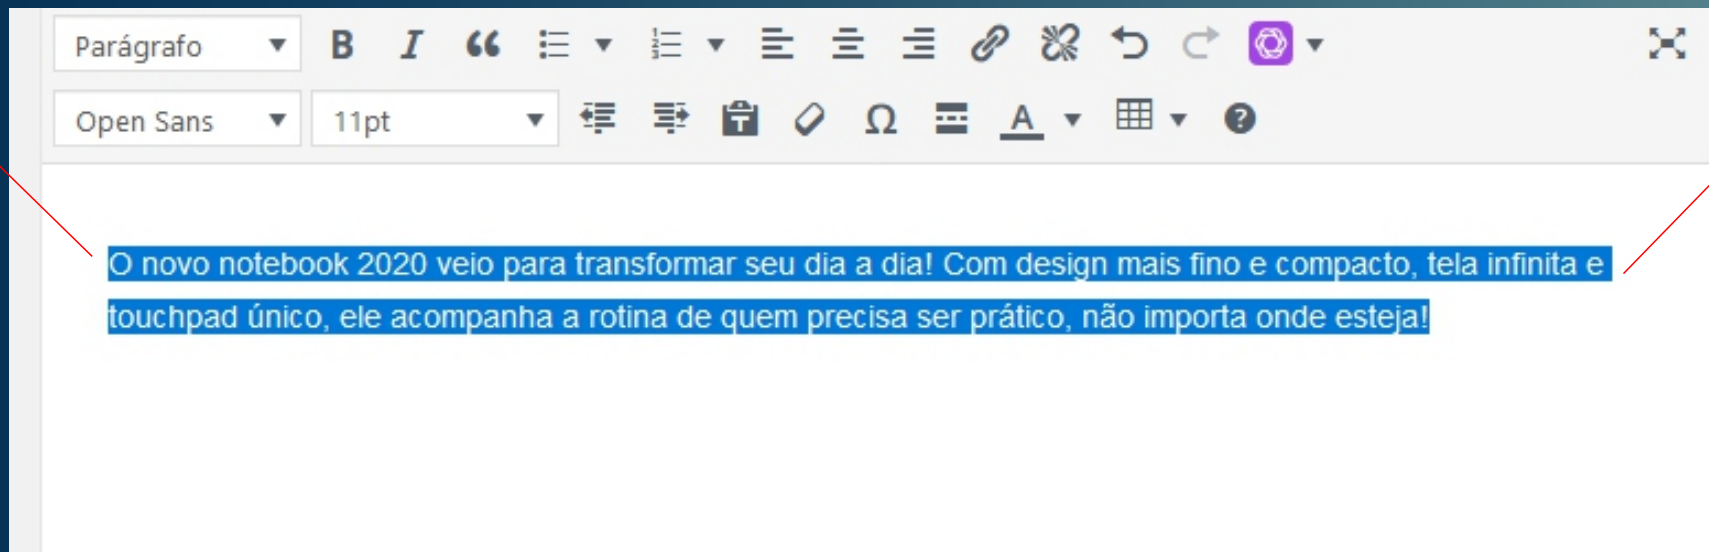 Parágrafo B I
Open Sans 11pt Ω A ?
O novo notebook 2020 veio para transformar seu dia a dia! Com design mais fino e compacto, tela infinita e
touchpad único, ele acompanha a rotina de quem precisa ser prático, não importa onde esteja!